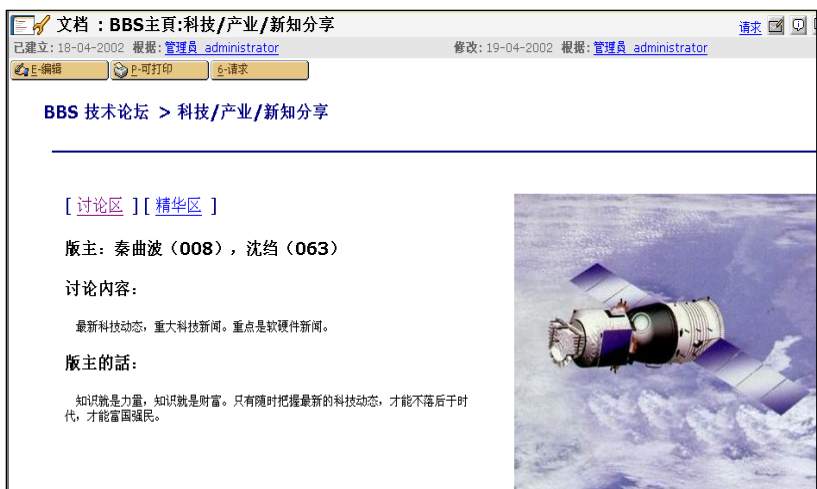 文档 : BBS主頁:科技/产业/新知分享
请求
已建立: 18-04-2002 根据: 管理員 administrator 修改: 19-04-2002 根据: 管理員 administrator
E-编辑 P-可打印 6-请求
BBS 技术论坛 > 科技/产业/新知分享
[ 讨论区 ] [ 精华区 ]
版主: 秦曲波（008）, 沈绉（063）
讨论内容:
最新科技动态，重大科技新闻。重点是软硬件新闻。
版主的話:
知识就是力量，知识就是财富。只有随时把握最新的科技动态，才能不落后于时
代，才能富国强民。